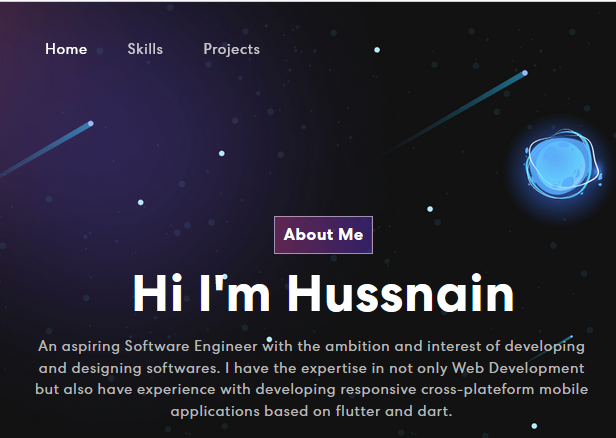 Home Skills Projects
About Me
Hi I'm Hussnain
An aspiring Software Engineer with the ambition and interest of developing
and designing softwares. I have the expertise in not only Web Development
but also have experience with developing responsive cross-plateform mobile
applications based on flutter and dart.